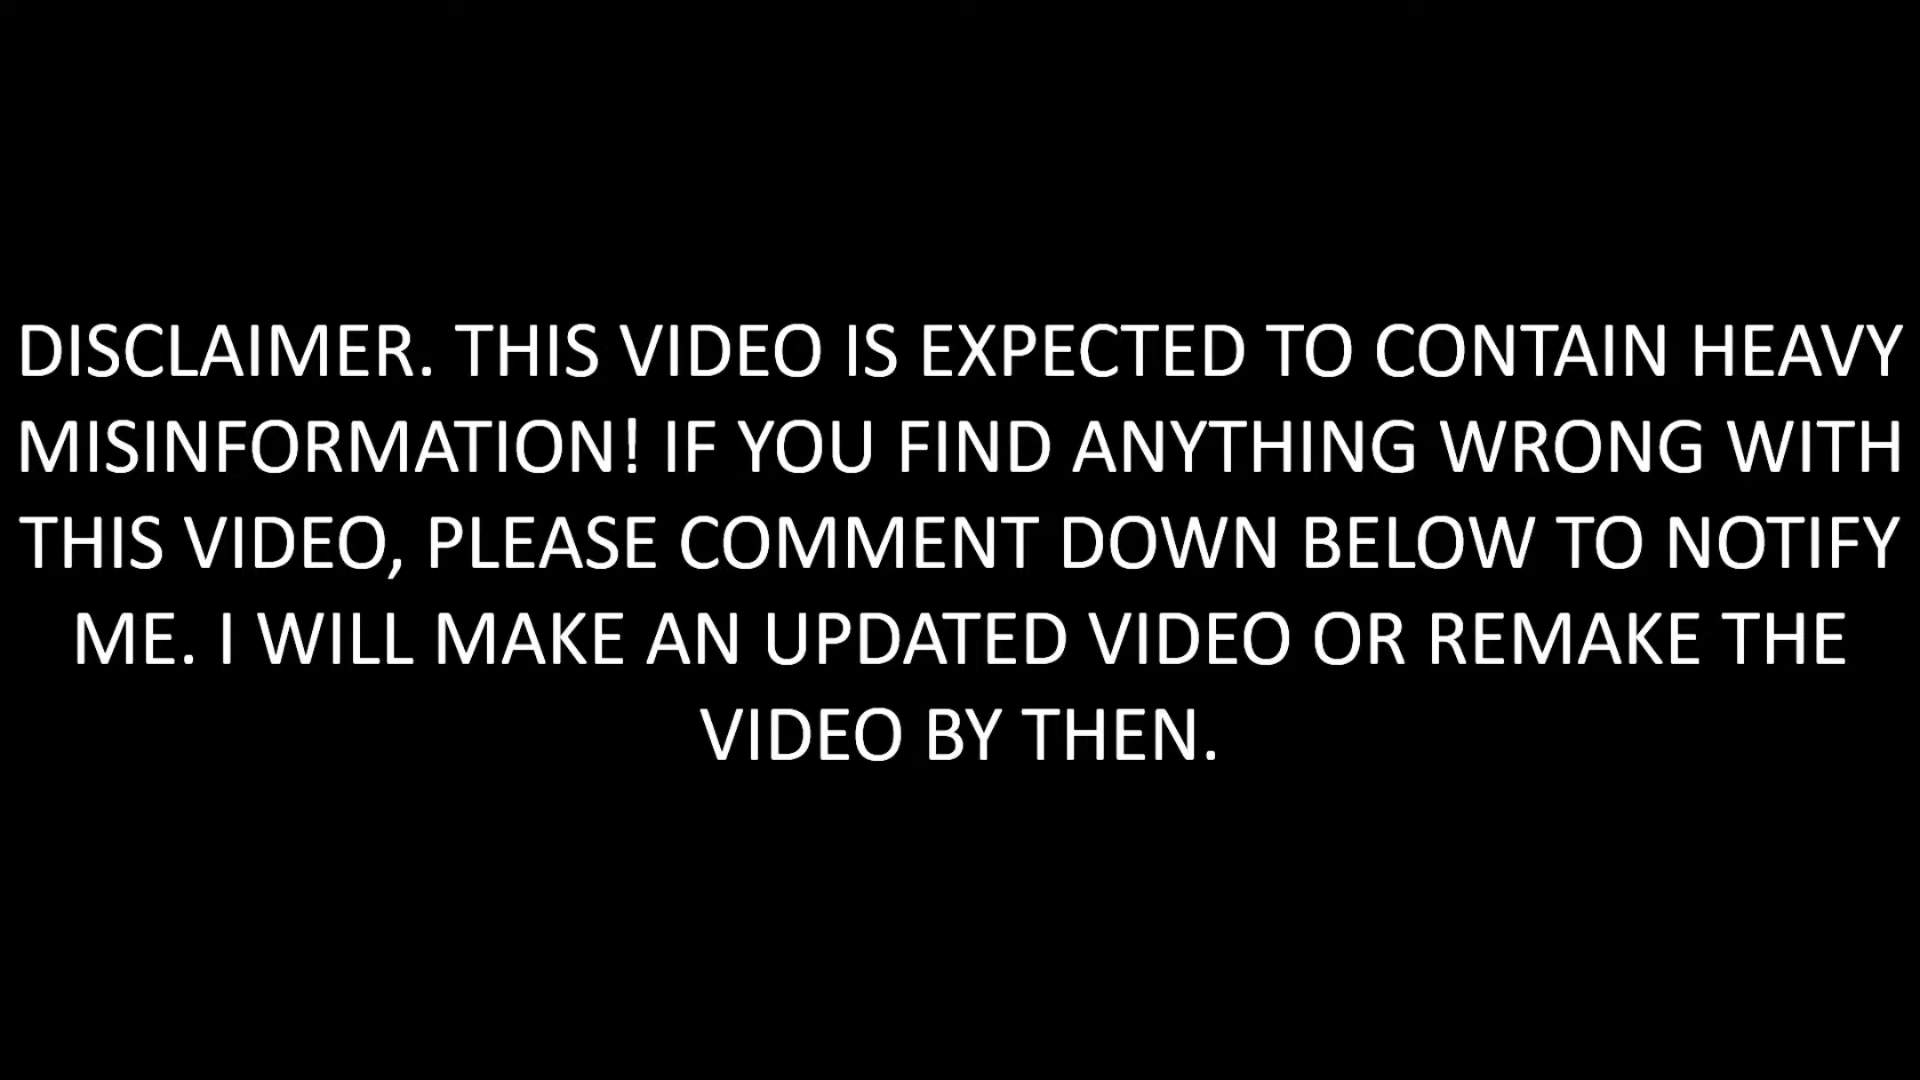 DISCLAIMER. THIS VIDEO IS EXPECTED TO CONTAIN HEAVY
MISINFORMATION! IF YOU FIND ANYTHING WRONG WITH
THIS VIDEO, PLEASE COMMENT DOWN BELOW TO NOTIFY
ME. I WILL MAKE AN UPDATED VIDEO OR REMAKE THE
VIDEO BY THEN.